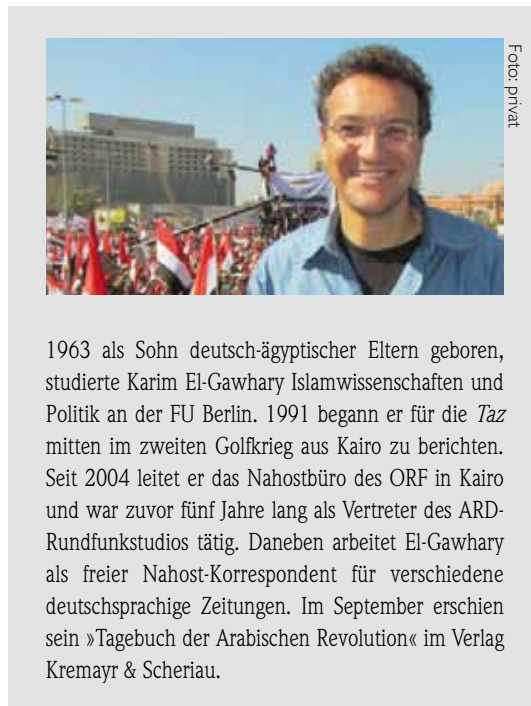 Foto: privat
1963 als Sohn deutsch-ägyptischer Eltern geboren,
studierte Karim El-Gawhary Islamwissenschaften und
Politik an der FU Berlin. 1991 begann er für die Taz
mitten im zweiten Golfkrieg aus Kairo zu berichten.
Seit 2004 leitet er das Nahostbüro des ORF in Kairo
und war zuvor fünf Jahre lang als Vertreter des ARD-
Rundfunkstudios tätig. Daneben arbeitet El-Gawhary
als freier Nahost-Korrespondent für verschiedene
deutschsprachige Zeitungen. Im September erschien
sein »Tagebuch der Arabischen Revolution« im Verlag
Kremayr & Scheriau.